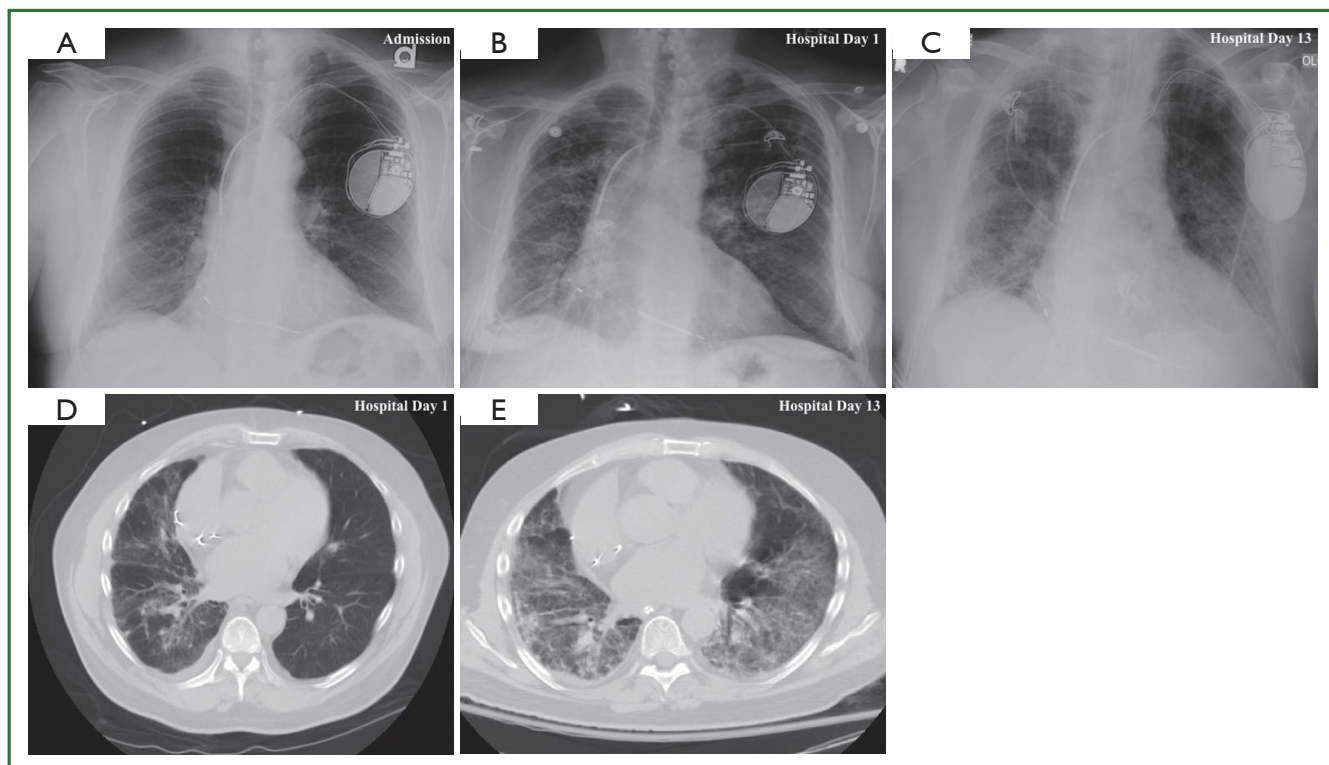 A
Admission
B
Hospital Day 1
C
Hospital Day 13
D
Hospital Day 1
E
Hospital Day 13